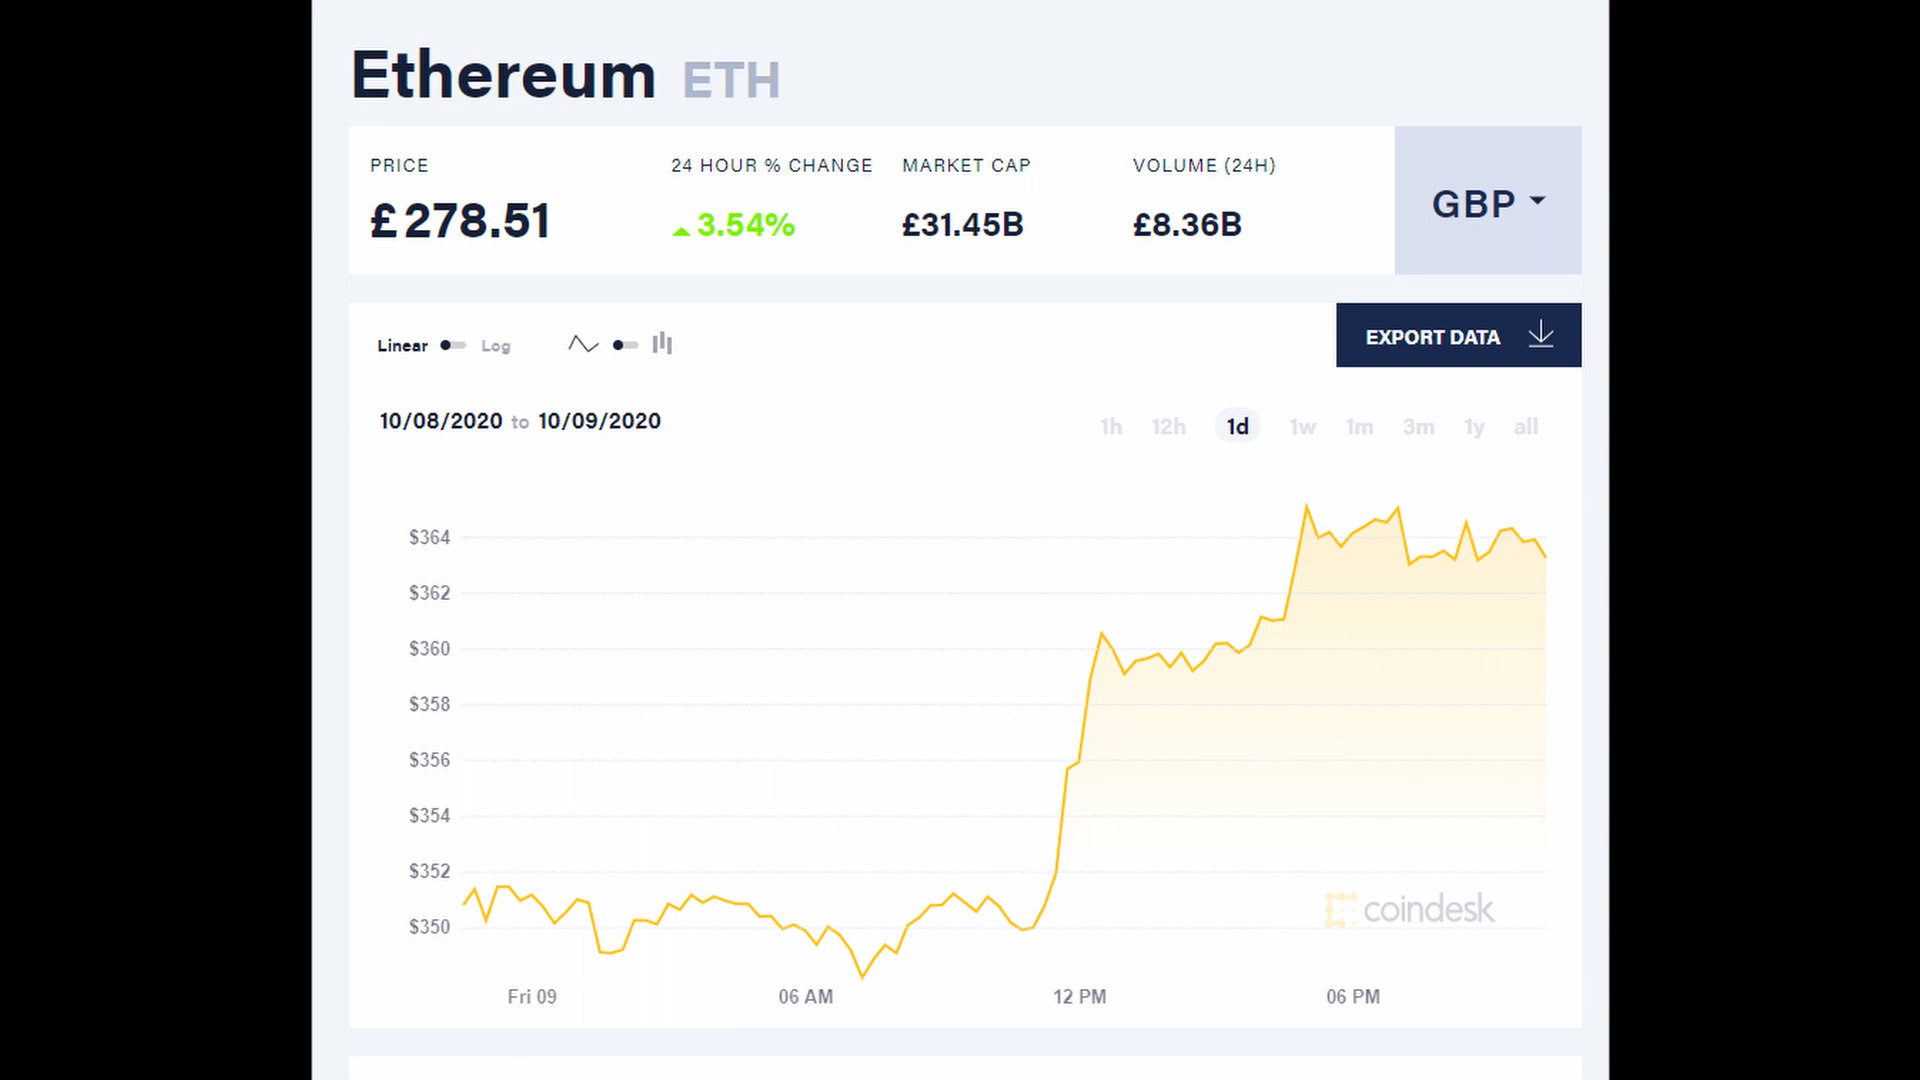 Ethereum ETH
PRICE 24 HOUR % CHANGE MARKET CAP VOLUME (24H)
£278.51 3.54% £31.45B £8.36B GBP
Linear Log EXPORT DATA
10/08/2020 to 10/09/2020 1h 12h 1d 1w 1m 3m 1y all
$364
$362
$360
$358
$356
$354
$352
coindesk
$350
Fri 09 06 AM 12 PM 06 PM